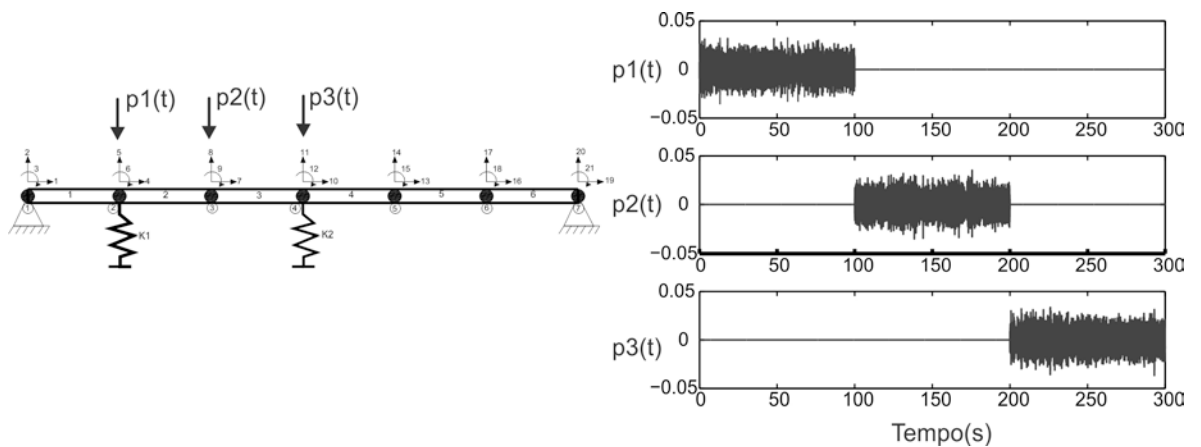 p1(t) p2(t) p3(t)
2 5 8 11 14 17 20
3 1 6 4 9 7 12 10 15 13 18 16 21 19
1 2 3 4 5 6
1 2 3 4 5 6 7
K1 K2
0.05
p1(t) 0
−0.05
0 50 100 150 200 250 300
0.05
p2(t) 0
−0.05
0 50 100 150 200 250 300
0.05
p3(t) 0
−0.05
0 50 100 150 200 250 300
Tempo(s)